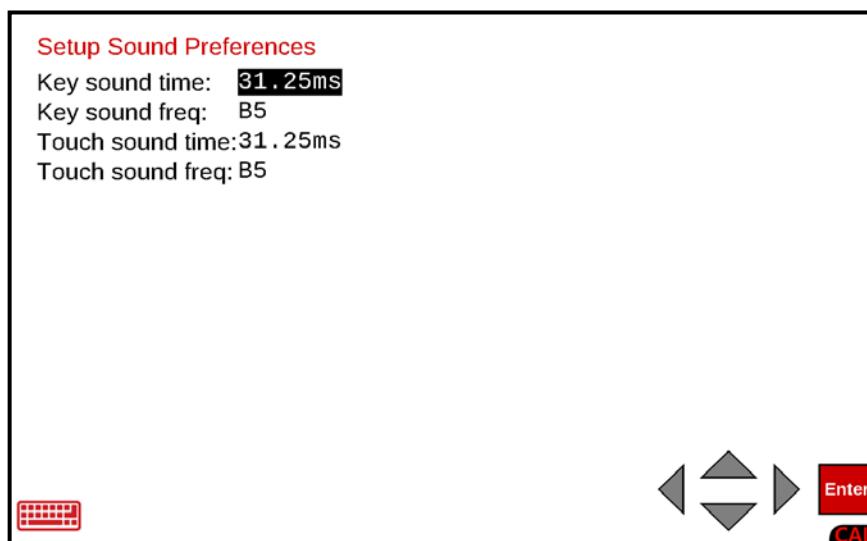 Setup Sound Preferences
Key sound time: 31.25ms
Key sound freq: B5
Touch sound time:31.25ms
Touch sound freq: B5
Enter